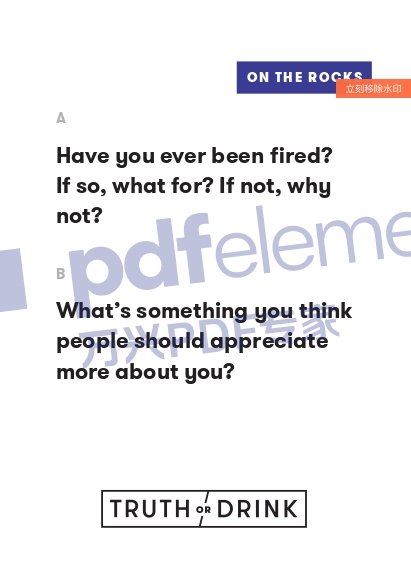 ON THE ROCKS
立刻移除水印
A
Have you ever been fired?
If so, what for? If not, why
not?
pdfeleme
B
What’s something you think
people should appreciate
more about you?
万兴PDF专家
TRUTH OR DRINK